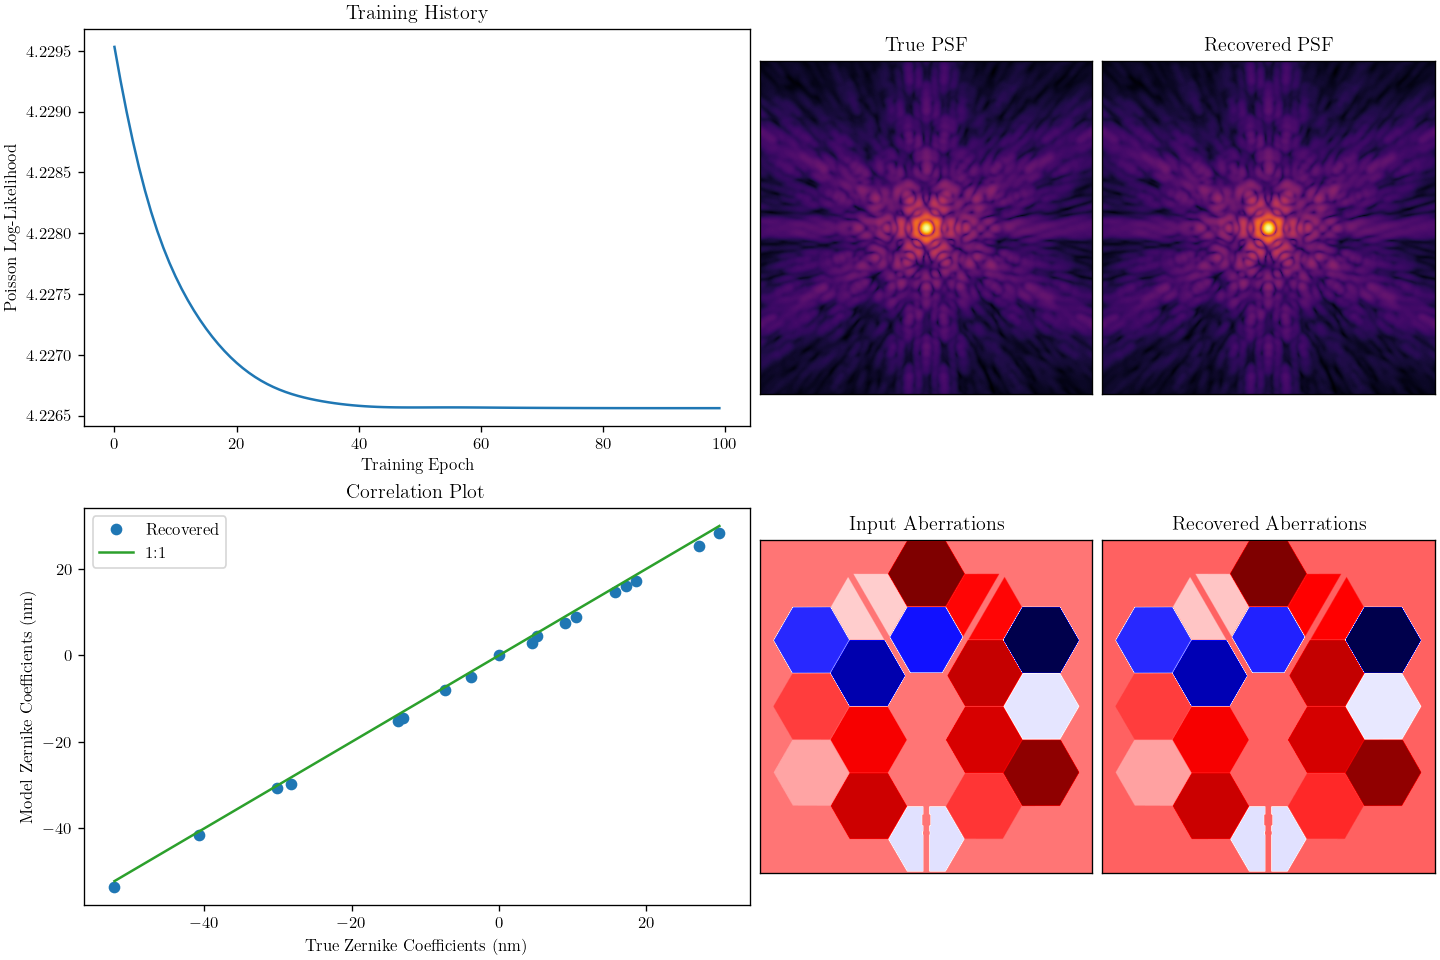 Training History
Poisson Log-Likelihood
4.2295
4.2290
4.2285
4.2280
4.2275
4.2270
4.2265
0 20 40 60 80 100
Training Epoch
True PSF
Recovered PSF
Correlation Plot
Recovered
1:1
Model Zernike Coefficients (nm)
20
0
−20
−40
−40 −20 0 20
True Zernike Coefficients (nm)
Input Aberrations
Recovered Aberrations